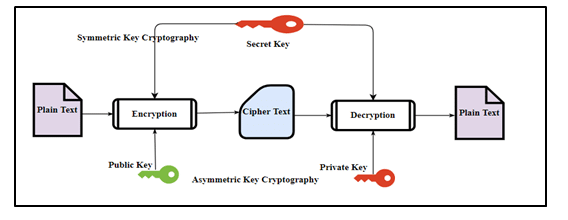 Symmetric Key Cryptography
Secret Key
Plain Text
Encryption
Cipher Text
Decryption
Plain Text
Public Key
Private Key
Asymmetric Key Cryptography